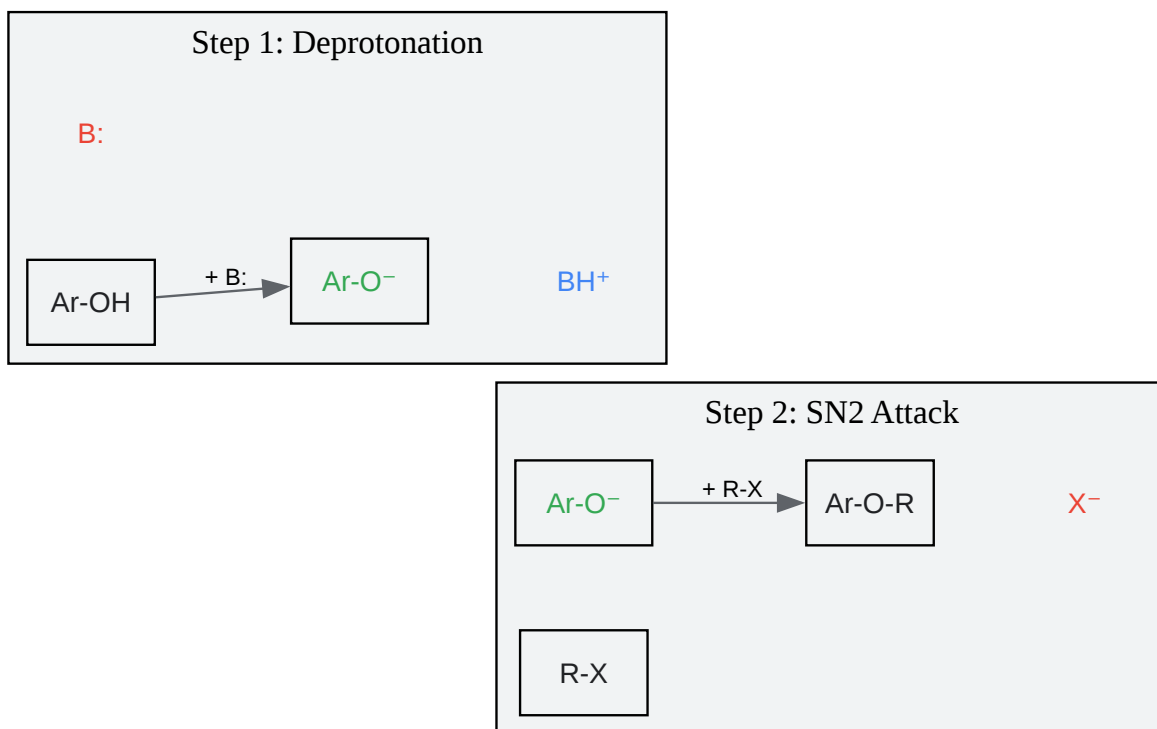 Step 1: Deprotonation
B:
Ar-OH
+ B:
Ar-O⁻
BH⁺
Step 2: SN2 Attack
Ar-O⁻
+ R-X
Ar-O-R
X⁻
R-X